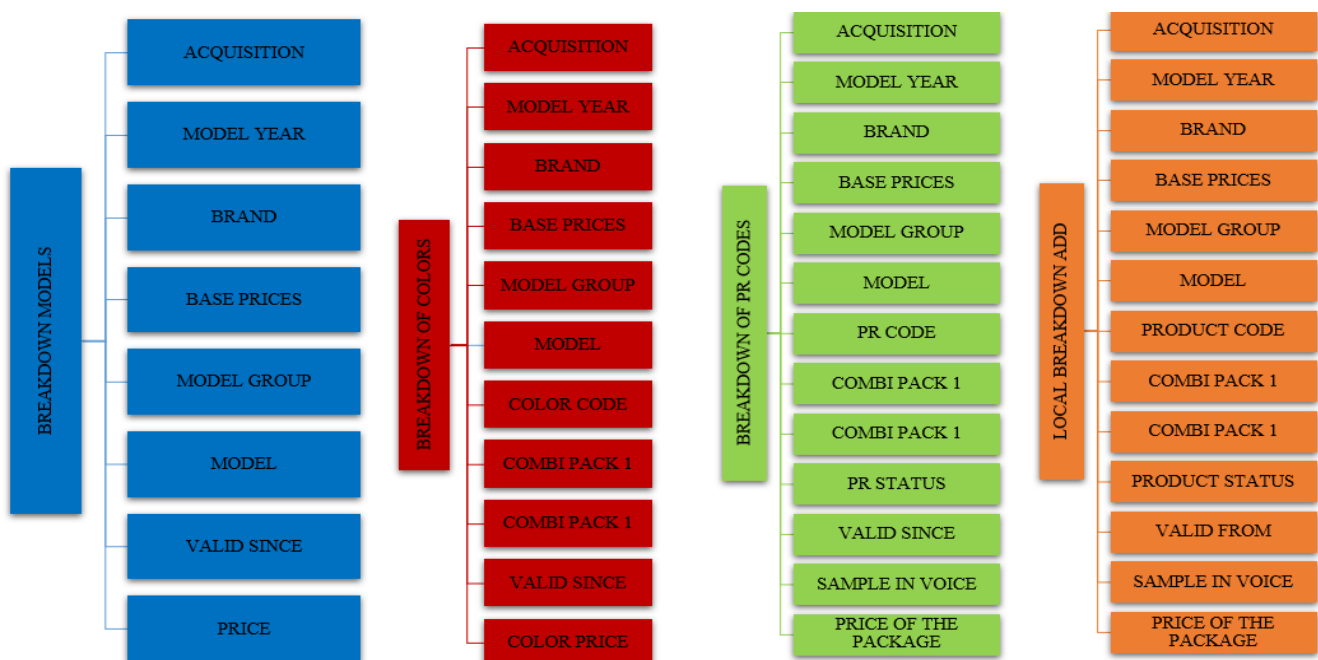 BREAKDOWN MODELS
ACQUISITION
MODEL YEAR
BRAND
BASE PRICES
MODEL GROUP
MODEL
VALID SINCE
PRICE
BREAKDOWN OF COLORS
ACQUISITION
MODEL YEAR
BRAND
BASE PRICES
MODEL GROUP
MODEL
COLOR CODE
COMBI PACK 1
COMBI PACK 1
VALID SINCE
COLOR PRICE
BREAKDOWN OF PR CODES
ACQUISITION
MODEL YEAR
BRAND
BASE PRICES
MODEL GROUP
MODEL
PR CODE
COMBI PACK 1
COMBI PACK 1
PR STATUS
VALID SINCE
SAMPLE IN VOICE
PRICE OF THE
PACKAGE
LOCAL BREAKDOWN ADD
ACQUISITION
MODEL YEAR
BRAND
BASE PRICES
MODEL GROUP
MODEL
PRODUCT CODE
COMBI PACK 1
COMBI PACK 1
PRODUCT STATUS
VALID FROM
SAMPLE IN VOICE
PRICE OF THE
PACKAGE